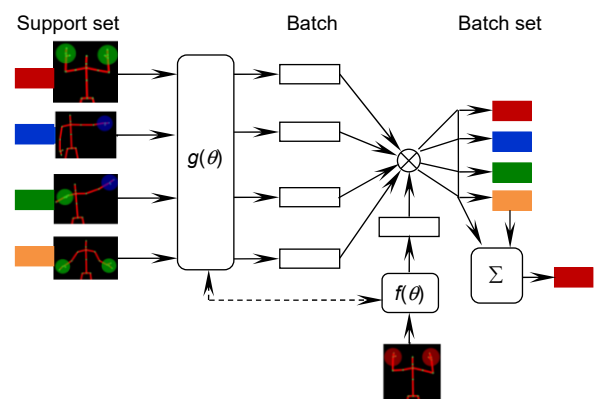 Support set
Batch
Batch set
g(θ)
f(θ)
Σ